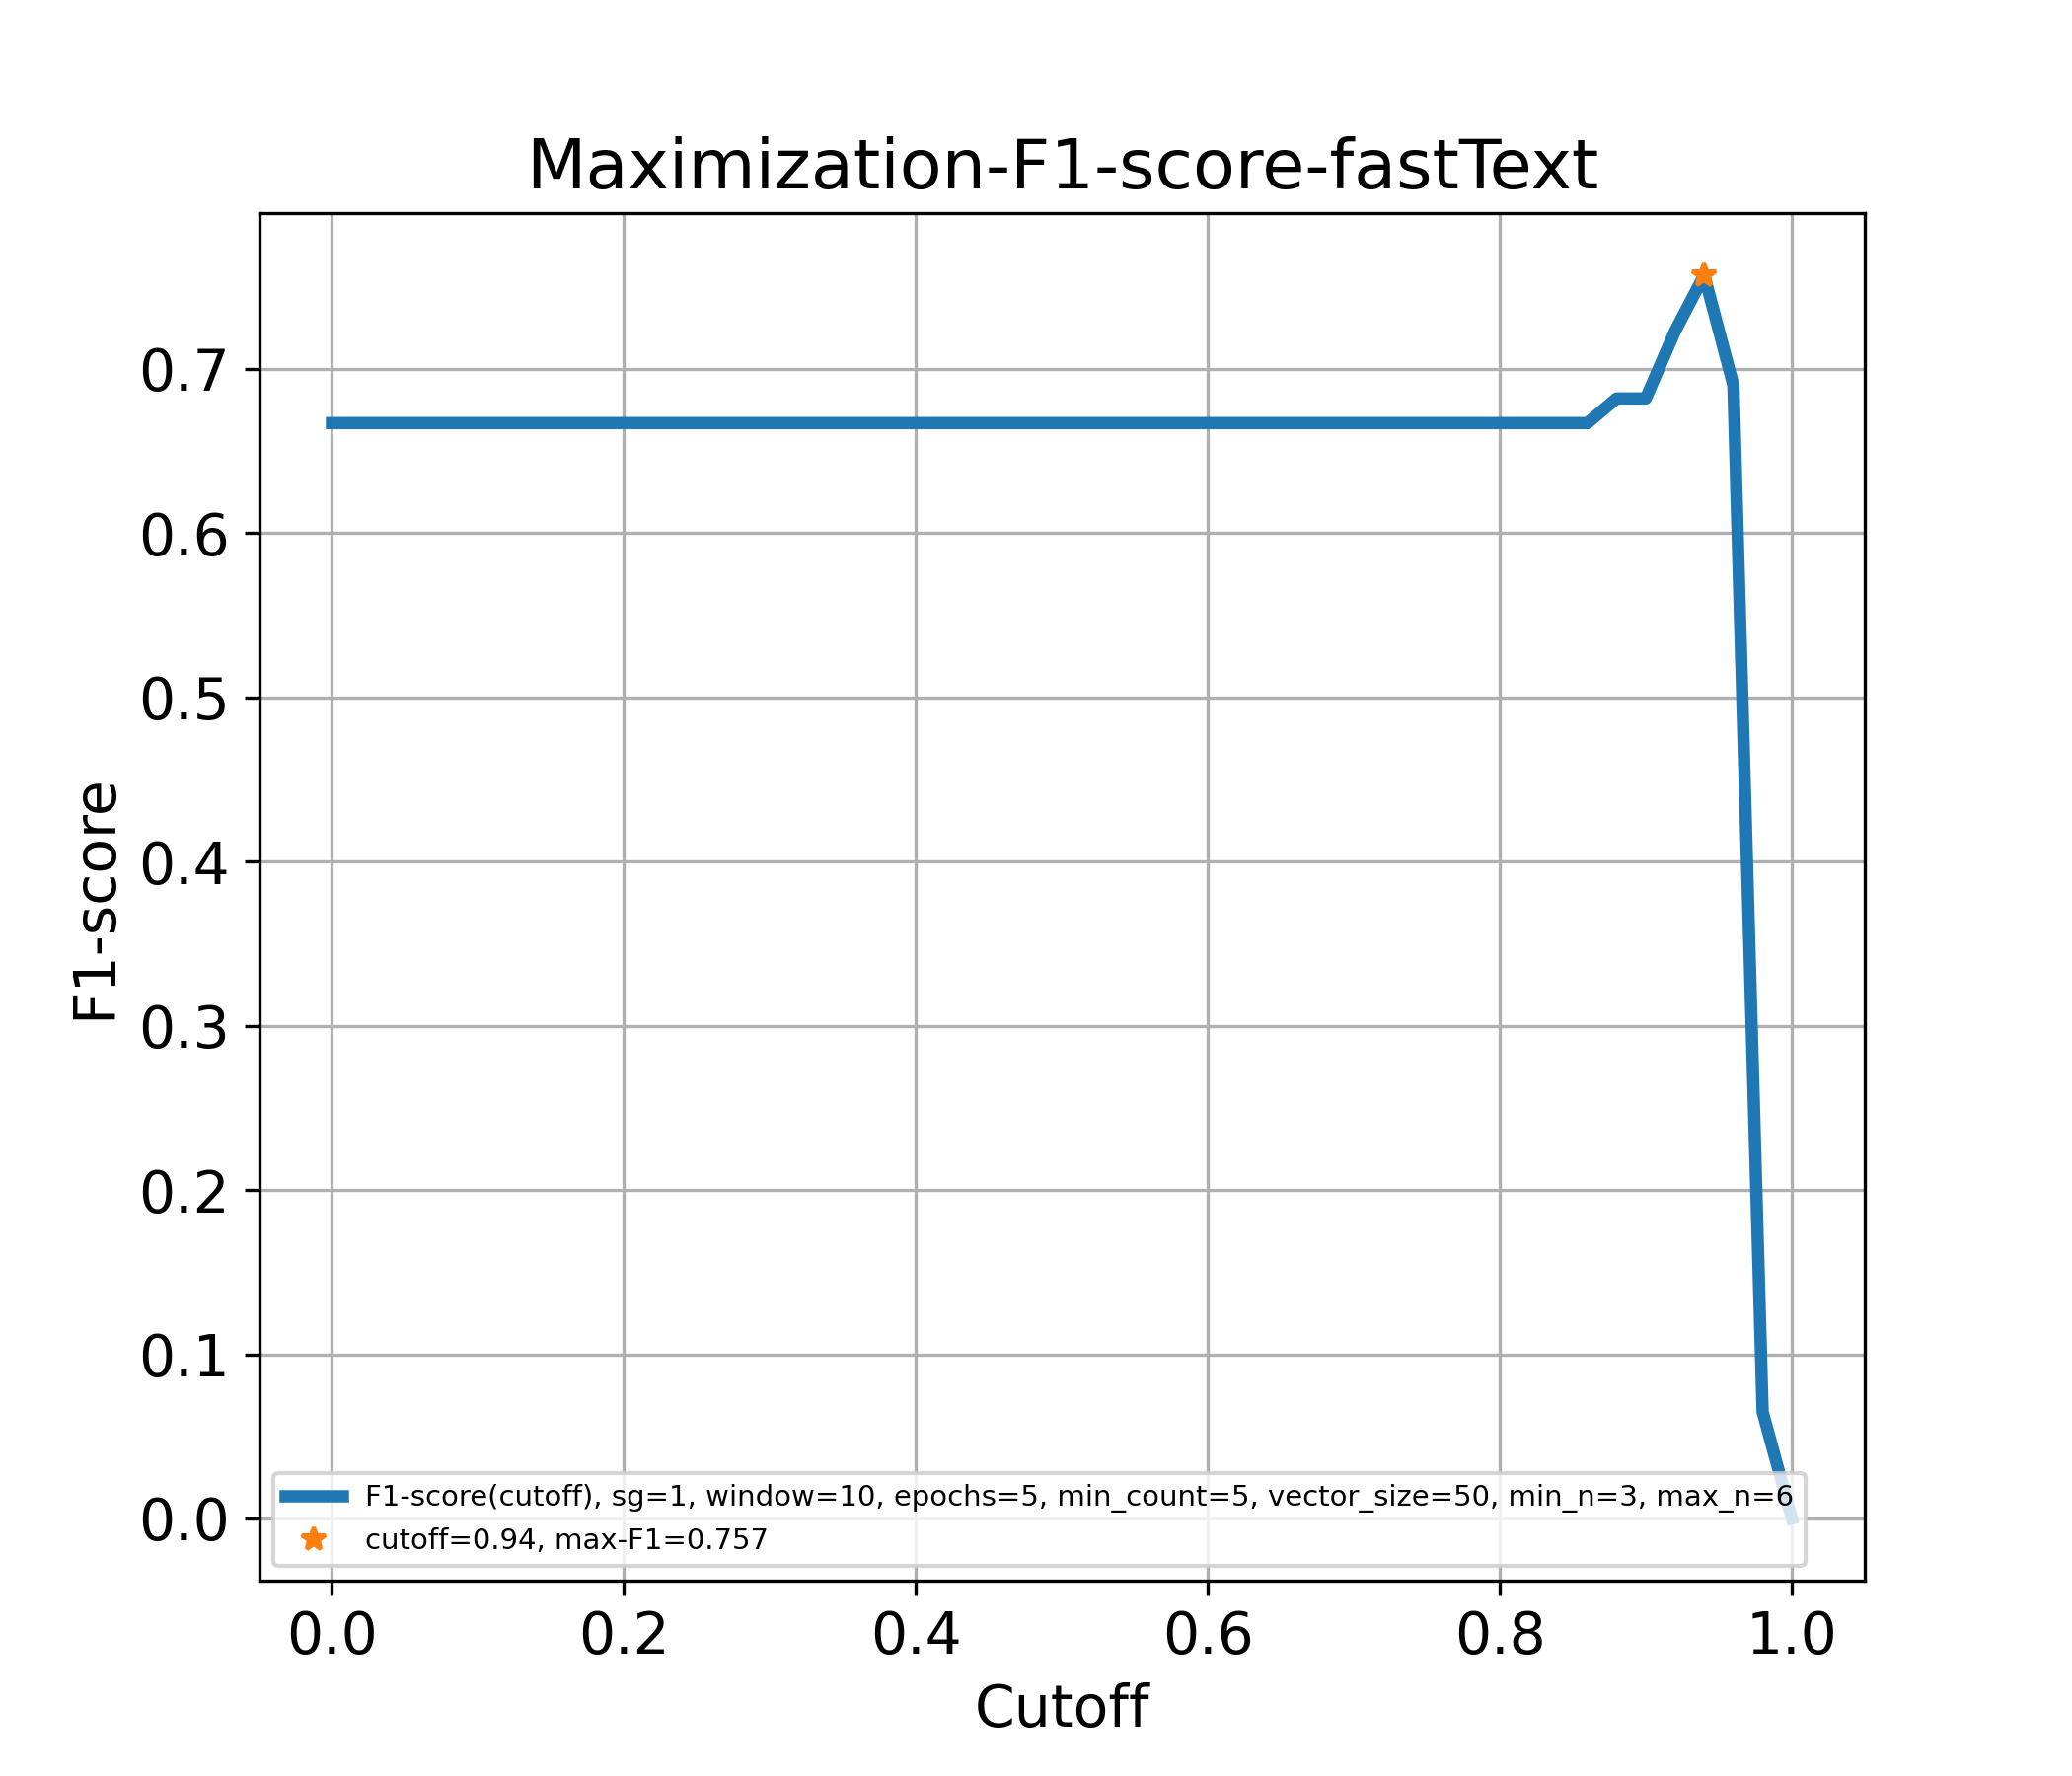 Maximization-F1-score-fastText
F1-score
0.7
0.6
0.5
0.4
0.3
0.2
0.1
0.0
F1-score(cutoff), sg=1, window=10, epochs=5, min_count=5, vector_size=50, min_n=3, max_n=6
cutoff=0.94, max-F1=0.757
0.0 0.2 0.4 0.6 0.8 1.0
Cutoff